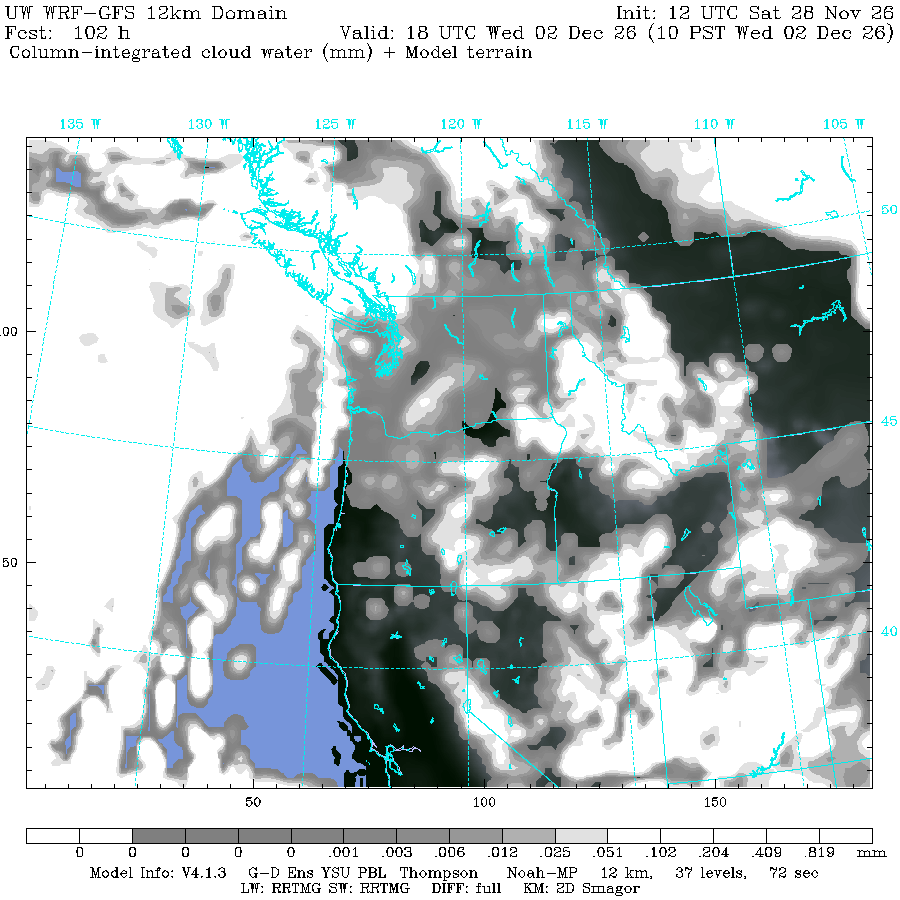 UW WRF-GFS 12km Domain Init: 12 UTC Sat 28 Nov 26
Fcst: 102 h Valid: 18 UTC Wed 02 Dec 26 (10 PST Wed 02 Dec 26)
Column-integrated cloud water (mm) + Model terrain
135 W 130 W 125 W 120 W 115 W 110 W 105 W
50
100
45
50
40
50 100 150
0 0 0 0 .001 .003 .006 .012 .025 .051 .102 .204 .409 .819 mm
Model Info: V4.1.3 G-D Ens YSU PBL Thompson Noah-MP 12 km, 37 levels, 72 sec
LW: RRTMG SW: RRTMG DIFF: full KM: 2D Smagor